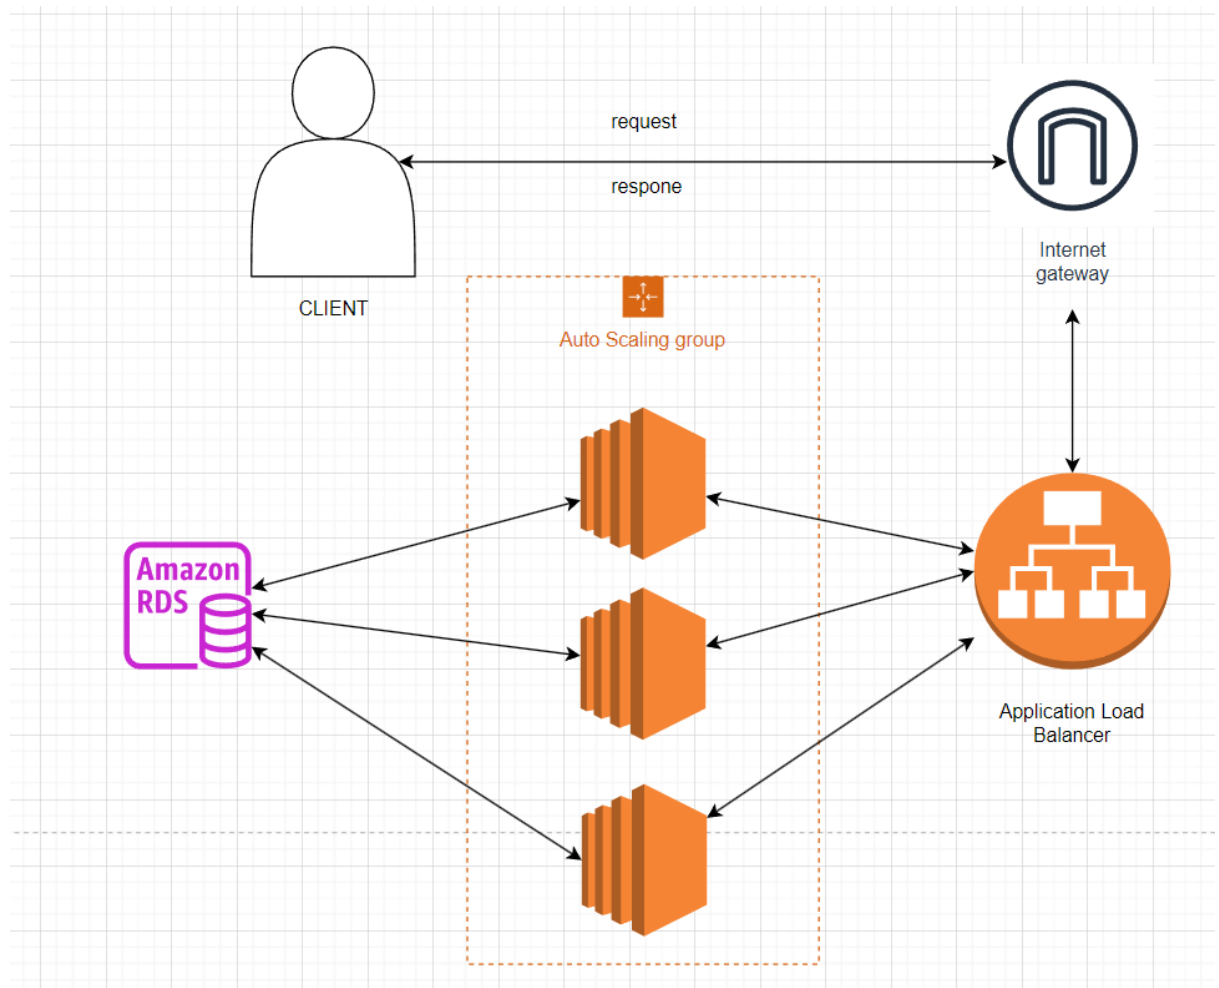 request
respone
Internet
gateway
CLIENT
Auto Scaling group
Amazon
RDS
Application Load
Balancer